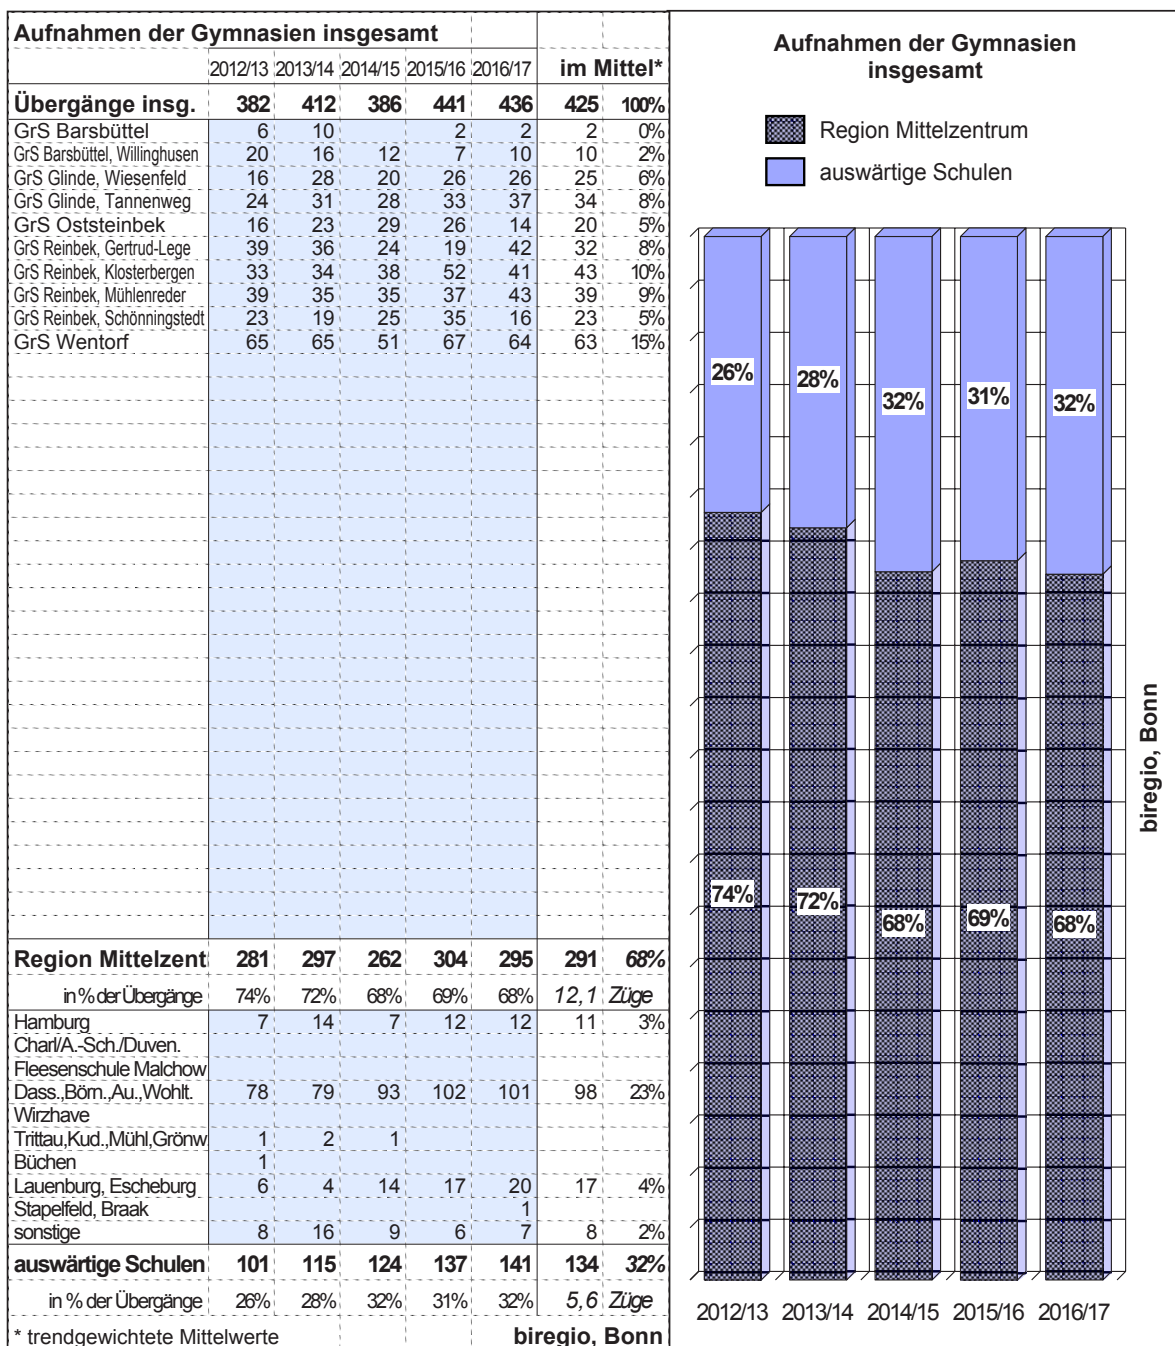 Aufnahmen der Gymnasien insgesamt
2012/13 2013/14 2014/15 2015/16 2016/17 im Mittel*
Übergänge insg. 382 412 386 441 436 425 100%
GrS Barsbüttel 6 10 2 2 2 0%
GrS Barsbüttel, Willinghusen 20 16 12 7 10 10 2%
GrS Glinde, Wiesenfeld 16 28 20 26 26 25 6%
GrS Glinde, Tannenweg 24 31 28 33 37 34 8%
GrS Oststeinbek 16 23 29 26 14 20 5%
GrS Reinbek, Gertrud-Lege 39 36 24 19 42 32 8%
GrS Reinbek, Klosterbergen 33 34 38 52 41 43 10%
GrS Reinbek, Mühlenreder 39 35 35 37 43 39 9%
GrS Reinbek, Schönningstedt 23 19 25 35 16 23 5%
GrS Wentorf 65 65 51 67 64 63 15%
Region Mittelzent 281 297 262 304 295 291 68%
in % der Übergänge 74% 72% 68% 69% 68% 12,1 Züge
Hamburg 7 14 7 12 12 11 3%
Charl/A.-Sch./Duven.
Fleesenschule Malchow
Dass.,Börn.,Au.,Wohlt. 78 79 93 102 101 98 23%
Wirzhave
Trittau,Kud.,Mühl,Grönw 1 2 1
Büchen 1
Lauenburg, Escheburg 6 4 14 17 20 17 4%
Stapelfeld, Braak 1
sonstige 8 16 9 6 7 8 2%
auswärtige Schulen 101 115 124 137 141 134 32%
in % der Übergänge 26% 28% 32% 31% 32% 5,6 Züge
* trendgewichtete Mittelwerte biregio, Bonn
Aufnahmen der Gymnasien
insgesamt
Region Mittelzentrum
auswärtige Schulen
26% 28% 32% 31% 32%
74% 72% 68% 69% 68%
2012/13 2013/14 2014/15 2015/16 2016/17
biregio, Bonn